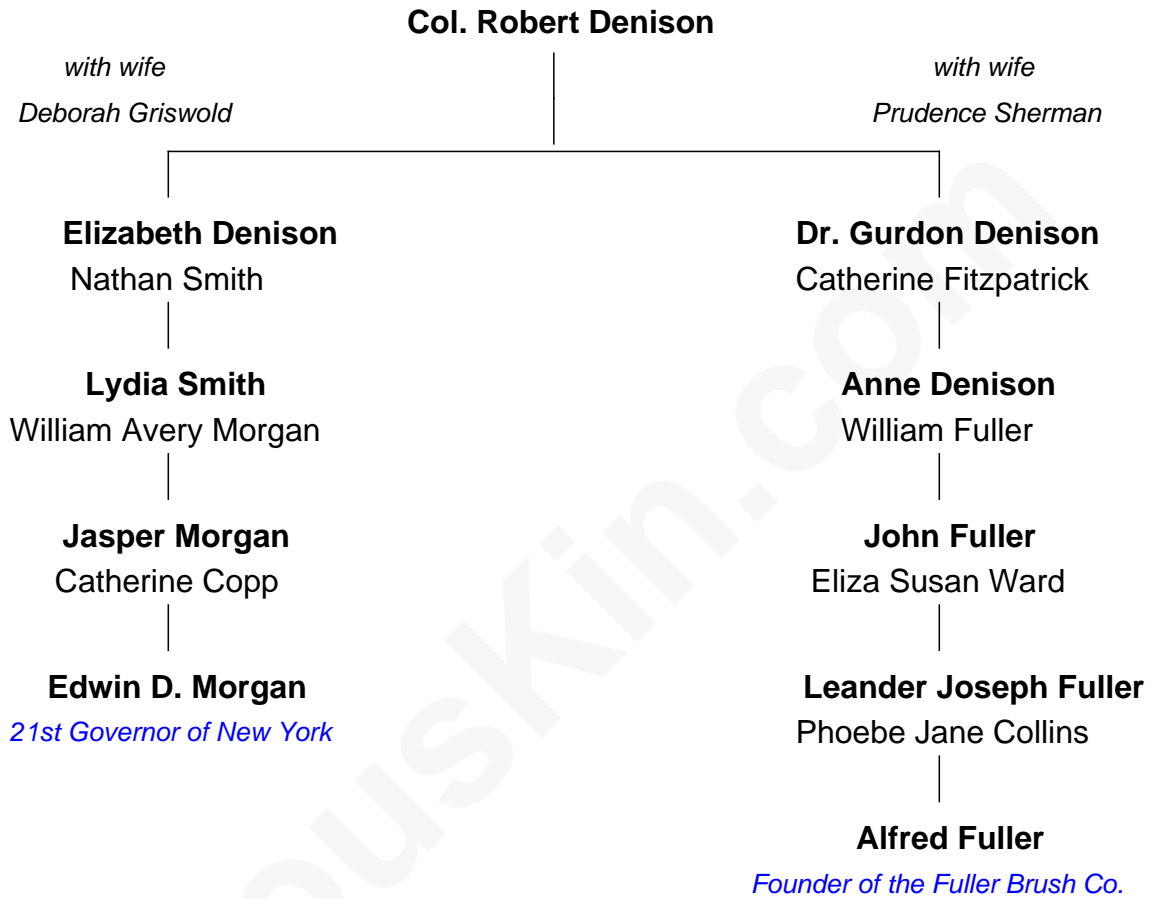 Col. Robert Denison
with wife
Deborah Griswold
with wife
Prudence Sherman
Elizabeth Denison
Nathan Smith
Dr. Gurdon Denison
Catherine Fitzpatrick
Lydia Smith
William Avery Morgan
Anne Denison
William Fuller
Jasper Morgan
Catherine Copp
John Fuller
Eliza Susan Ward
Edwin D. Morgan
21st Governor of New York
Leander Joseph Fuller
Phoebe Jane Collins
Alfred Fuller
Founder of the Fuller Brush Co.
ousKin.com